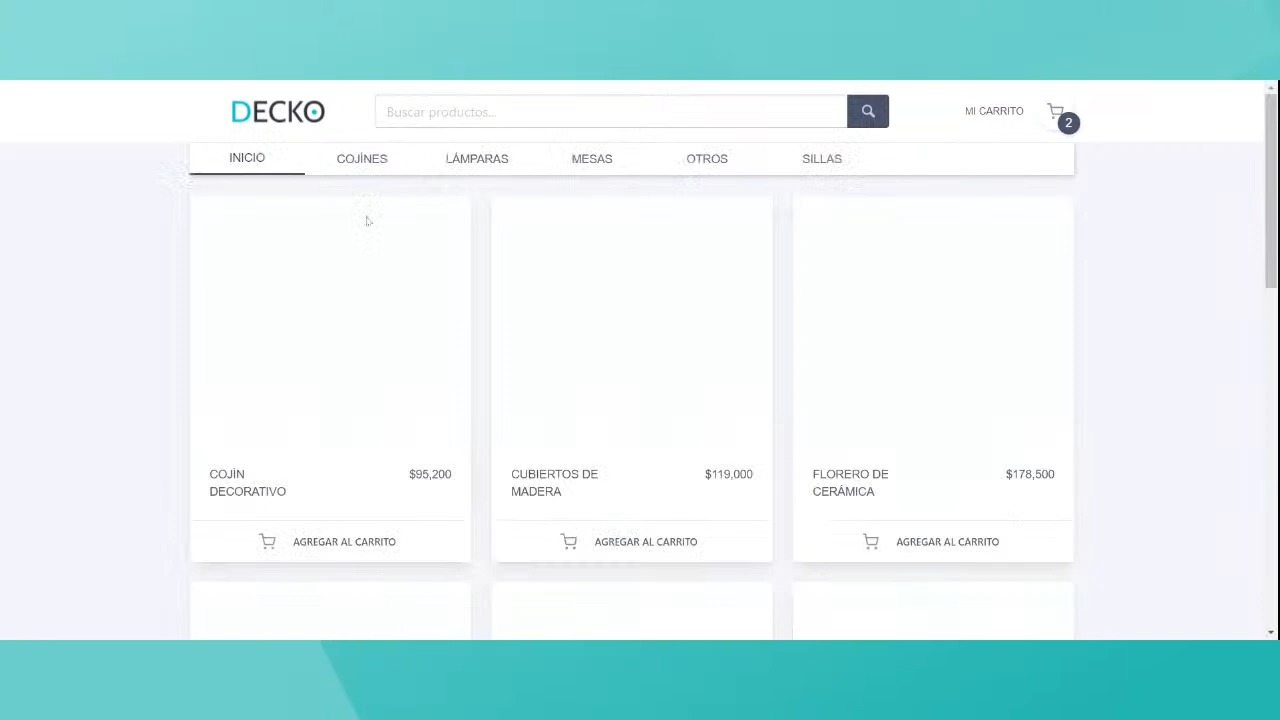 DECKO
Buscar productos...
MI CARRITO
2
INICIO
COJÍNES
LÁMPARAS
MESAS
OTROS
SILLAS
COJÍN
DECORATIVO
$95,200
CUBIERTOS DE
MADERA
$119,000
FLORERO DE
CERÁMICA
$178,500
AGREGAR AL CARRITO
AGREGAR AL CARRITO
AGREGAR AL CARRITO